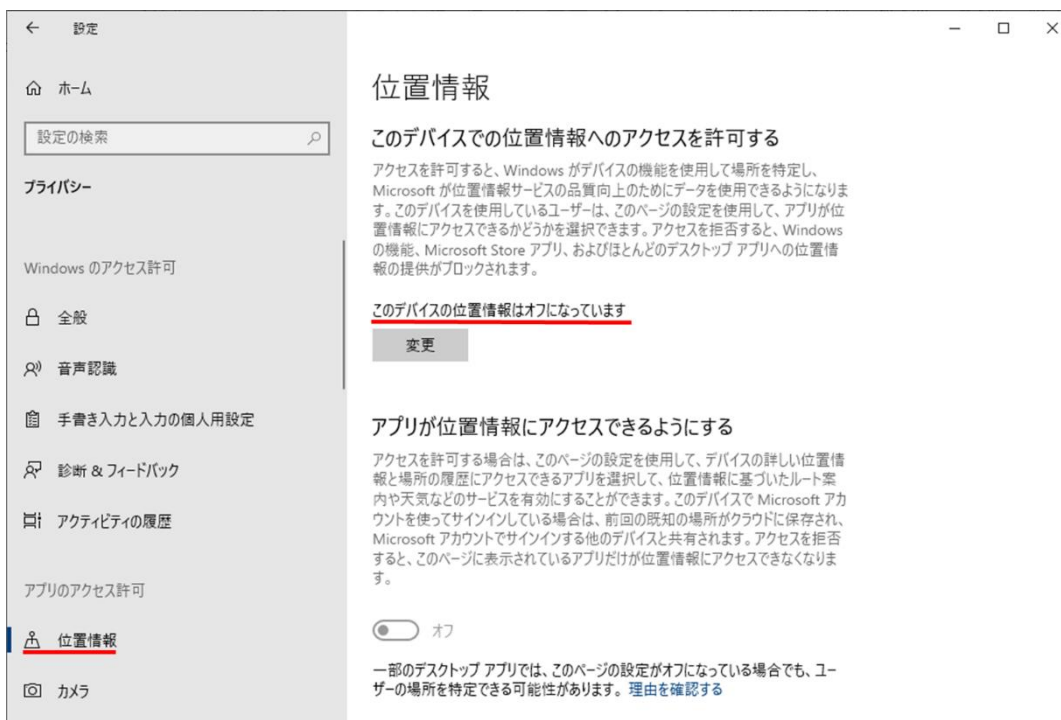 設定
ホーム
設定の検索
プライバシー
Windows のアクセス許可
全般
音声認識
手書き入力と入力の個人用設定
診断 & フィードバック
アクティビティの履歴
アプリのアクセス許可
位置情報
カメラ
位置情報
このデバイスでの位置情報へのアクセスを許可する
アクセスを許可すると、Windows がデバイスの機能を使用して場所を特定し、
Microsoft が位置情報サービスの品質向上のためにデータを使用できるようになりま
す。このデバイスを使用しているユーザーは、このページの設定を使用して、アプリが位
置情報にアクセスできるかどうかを選択できます。アクセスを拒否すると、Windows
の機能、Microsoft Store アプリ、およびほとんどのデスクトップ アプリへの位置情
報の提供がブロックされます。
このデバイスの位置情報はオフになっています
変更
アプリが位置情報にアクセスできるようにする
アクセスを許可する場合は、このページの設定を使用して、デバイスの詳しい位置情
報と場所の履歴にアクセスできるアプリを選択して、位置情報に基づいたルート案
内や天気などのサービスを有効にすることができます。このデバイスで Microsoft アカ
ウントを使ってサインインしている場合は、前回の既知の場所がクラウドに保存され、
Microsoft アカウントでサインインする他のデバイスと共有されます。アクセスを拒否
すると、このページに表示されているアプリだけが位置情報にアクセスできなくなりま
す。
オフ
一部のデスクトップ アプリでは、このページの設定がオフになっている場合でも、ユー
ザーの場所を特定できる可能性があります。 理由を確認する